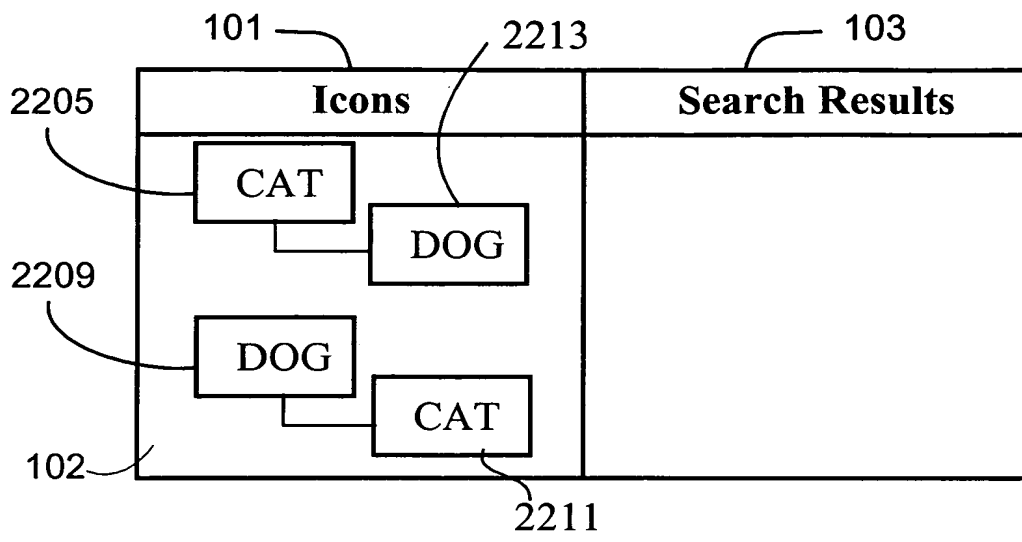 101 2213 103
2205 Icons Search Results
CAT
DOG
2209
DOG
CAT
102
2211